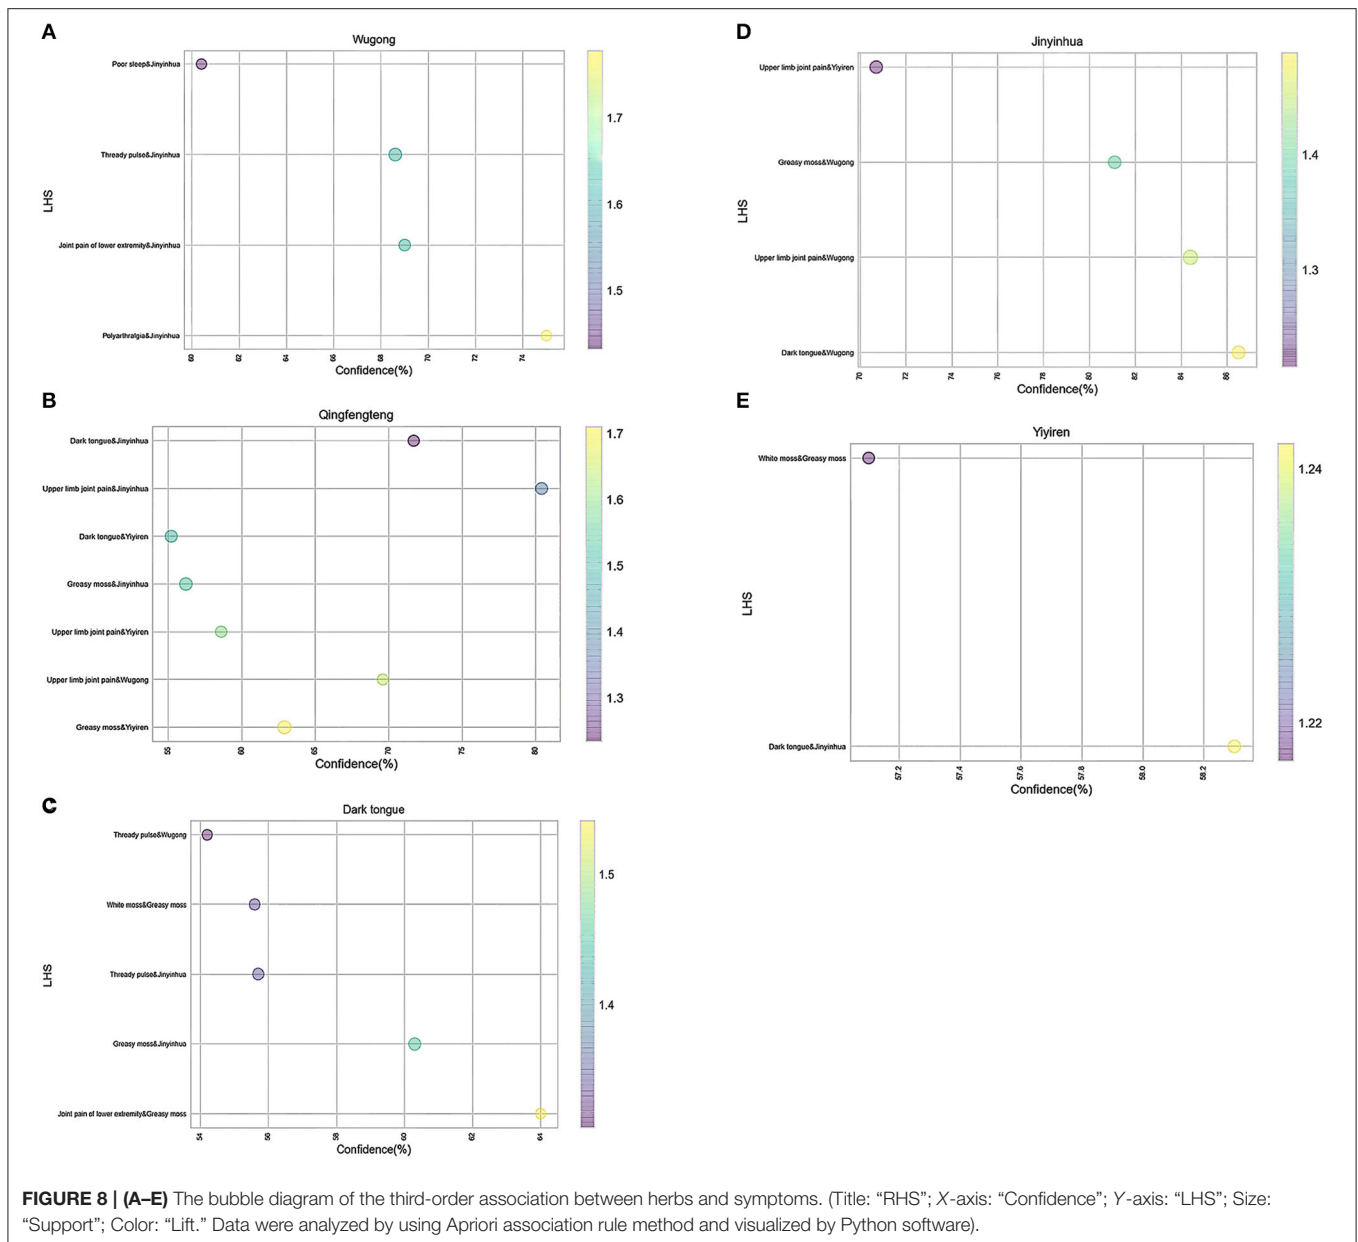 A
Wugong
Poor sleep&Jinyinhua
Thready pulse&Jinyinhua
Joint pain of lower extremity&Jinyinhua
Polyarthralgia&Jinyinhua
LHS
60 62 64 66 68 70 72 74
Confidence(%)
1.7
1.6
1.5
B
Qingfengteng
Dark tongue&Jinyinhua
Upper limb joint pain&Jinyinhua
Dark tongue&Yiyiren
Greasy moss&Jinyinhua
Upper limb joint pain&Yiyiren
Upper limb joint pain&Wugong
Greasy moss&Yiyiren
55 60 65 70 75 80
Confidence(%)
1.7
1.6
1.5
1.4
1.3
C
Dark tongue
Thready pulse&Wugong
White moss&Greasy moss
Thready pulse&Jinyinhua
Greasy moss&Jinyinhua
Joint pain of lower extremity&Greasy moss
LHS
54 56 58 60 62 64
Confidence(%)
1.5
1.4
D
Jinyinhua
Upper limb joint pain&Yiyiren
Greasy moss&Wugong
Upper limb joint pain&Wugong
Dark tongue&Wugong
LHS
70 72 74 76 78 80 82 84 86
Confidence(%)
1.4
1.3
E
Yiyiren
White moss&Greasy moss
Dark tongue&Jinyinhua
LHS
57.2 57.4 57.6 57.8 58.0 58.2
Confidence(%)
1.24
1.22
FIGURE 8 | (A–E) The bubble diagram of the third-order association between herbs and symptoms. (Title: “RHS”; X-axis: “Confidence”; Y-axis: “LHS”; Size:
“Support”; Color: “Lift.” Data were analyzed by using Apriori association rule method and visualized by Python software).